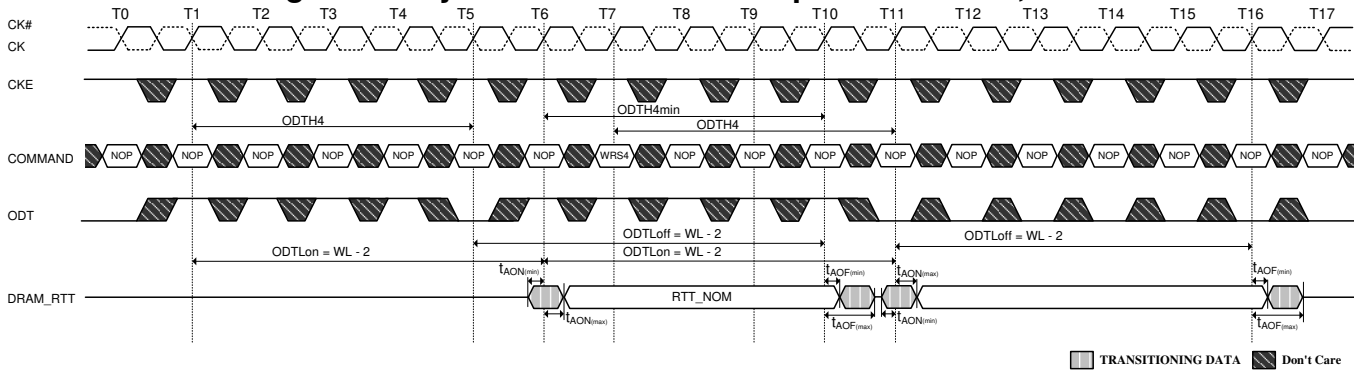 T0 T1 T2 T3 T4 T5 T6 T7 T8 T9 T10 T11 T12 T13 T14 T15 T16 T17
CK#
CK
CKE
ODTH4min
ODTH4
ODTH4
COMMAND NOP NOP NOP NOP NOP NOP NOP WRS4 NOP NOP NOP NOP NOP NOP NOP NOP NOP NOP
ODT
ODTLoff = WL - 2
ODTLoff = WL - 2
ODTLon = WL - 2
ODTLon = WL - 2
tAON(min)
tAOF(min)
tAON(max)
tAOF(min)
DRAM_RTT
RTT_NOM
tAON(max)
tAOF(max)
tAON(min)
tAOF(max)
TRANSITIONING DATA
Don't Care